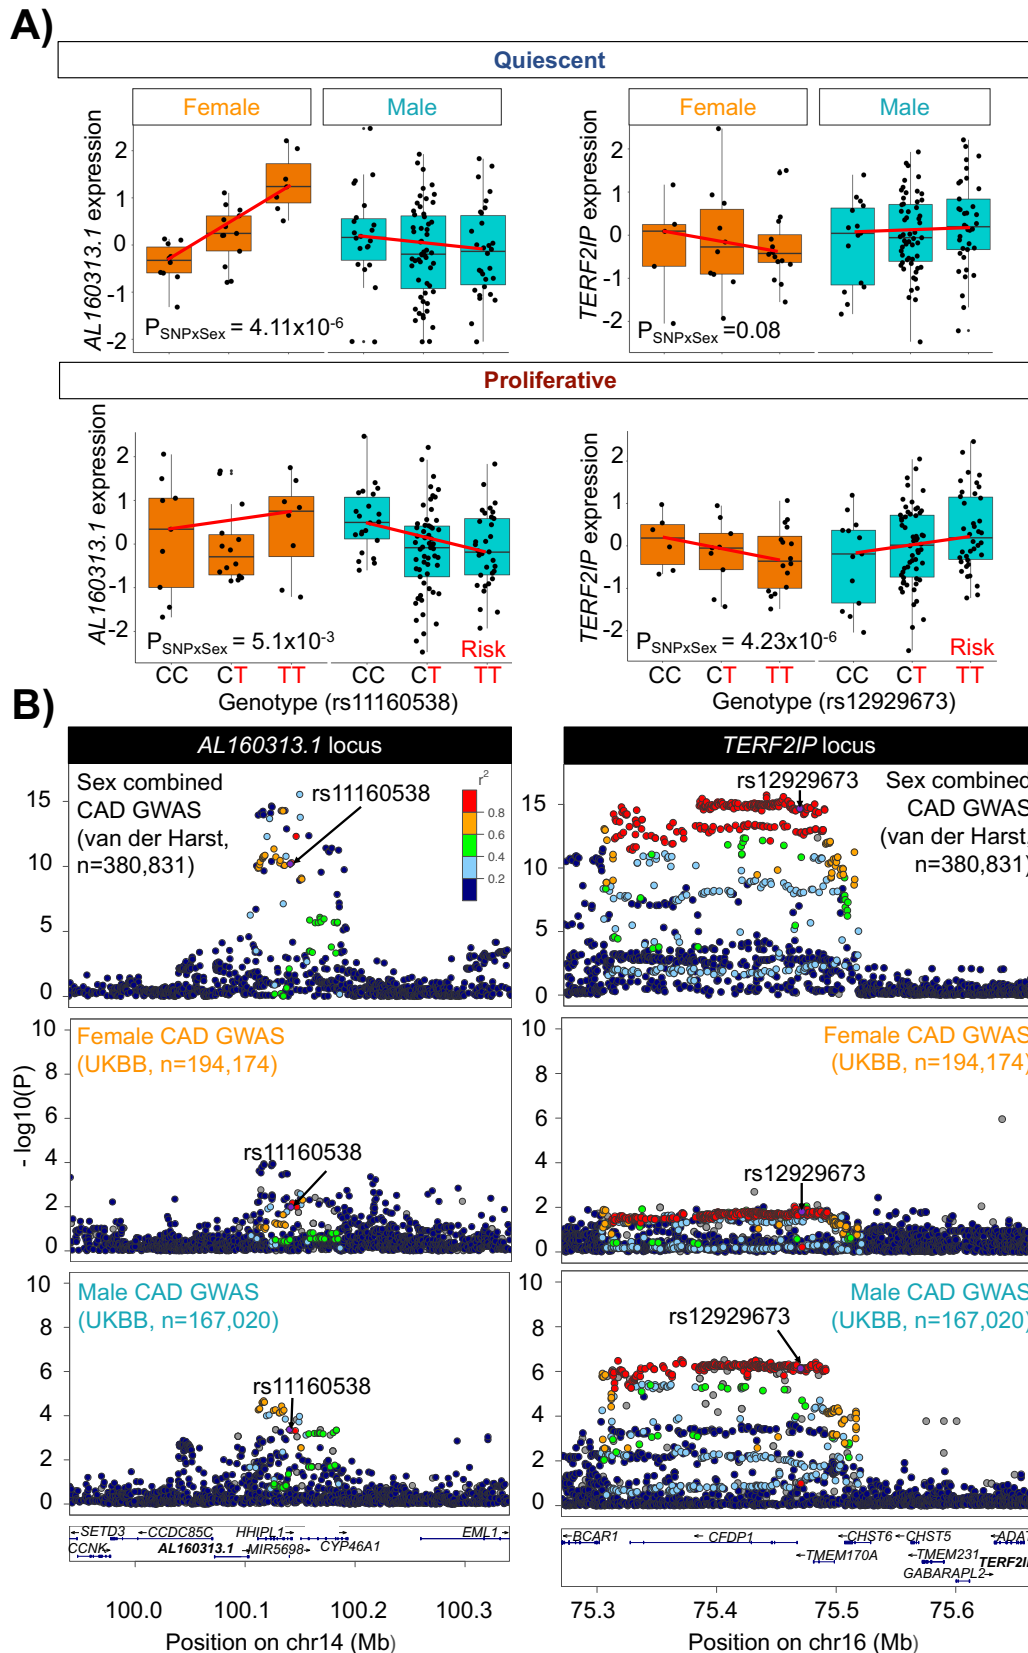 A)
Quiescent
Female
Male
Female
Male
AL160313.1 expression
2
1
0
-1
-2
P_SNPxSex = 4.11x10^-6
TERF2IP expression
2
1
0
-1
-2
P_SNPxSex =0.08
Proliferative
AL160313.1 expression
2
1
0
-1
-2
P_SNPxSex = 5.1x10^-3
Risk
CC CT TT CC CT TT
Genotype (rs11160538)
TERF2IP expression
2
1
0
-1
-2
P_SNPxSex = 4.23x10^-6
Risk
CC CT TT CC CT TT
Genotype (rs12929673)
B)
AL160313.1 locus
TERF2IP locus
- log10(P)
Sex combined
CAD GWAS
(van der Harst,
n=380,831)
rs11160538
r²
0.8
0.6
0.4
0.2
15
10
5
0
rs12929673
Sex combined
CAD GWAS
(van der Harst,
n=380,831)
15
10
5
0
Female CAD GWAS
(UKBB, n=194,174)
rs11160538
10
8
6
4
2
0
Female CAD GWAS
(UKBB, n=194,174)
rs12929673
10
8
6
4
2
0
Male CAD GWAS
(UKBB, n=167,020)
rs11160538
10
8
6
4
2
0
Male CAD GWAS
(UKBB, n=167,020)
rs12929673
10
8
6
4
2
0
←SETD3 ←CCDC85C HHIPL1→ → EML1→
CCNK→ AL160313.1 →MIR5698 CYP46A1
100.0 100.1 100.2 100.3
Position on chr14 (Mb)
←BCAR1 ←CFDP1 ←CHST6 ←CHST5 ←ADAT
←TMEM170A ←TMEM231 TERF2IP
GABARAPL2→
75.3 75.4 75.5 75.6
Position on chr16 (Mb)